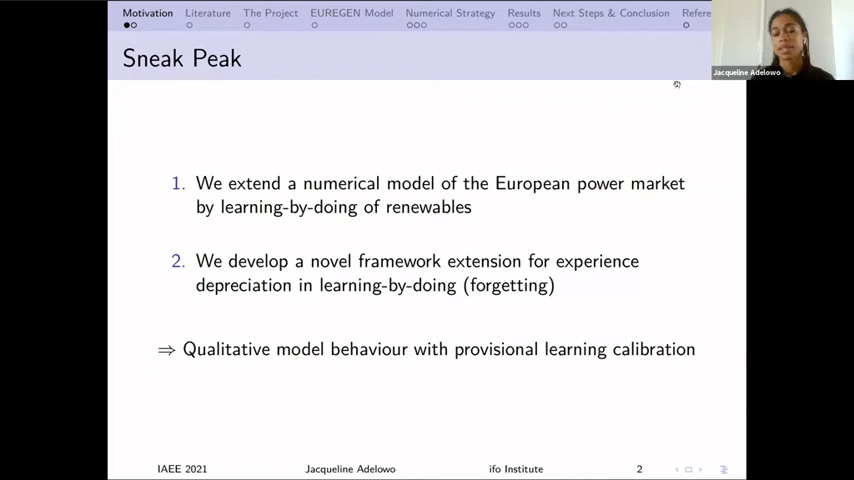 Motivation Literature The Project EUREGEN Model Numerical Strategy Results Next Steps & Conclusion Refere
Jacqueline Adelowo
Sneak Peak
1. We extend a numerical model of the European power market
by learning-by-doing of renewables
2. We develop a novel framework extension for experience
depreciation in learning-by-doing (forgetting)
⇒ Qualitative model behaviour with provisional learning calibration
IAEE 2021 Jacqueline Adelowo ifo Institute 2